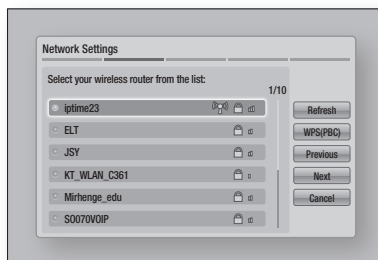 Network Settings
Select your wireless router from the list:
1/10
iptime23
ELT
JSY
KT_WLAN_C361
Mirhenge_edu
SO070VOIP
Refresh
WPS(PBC)
Previous
Next
Cancel